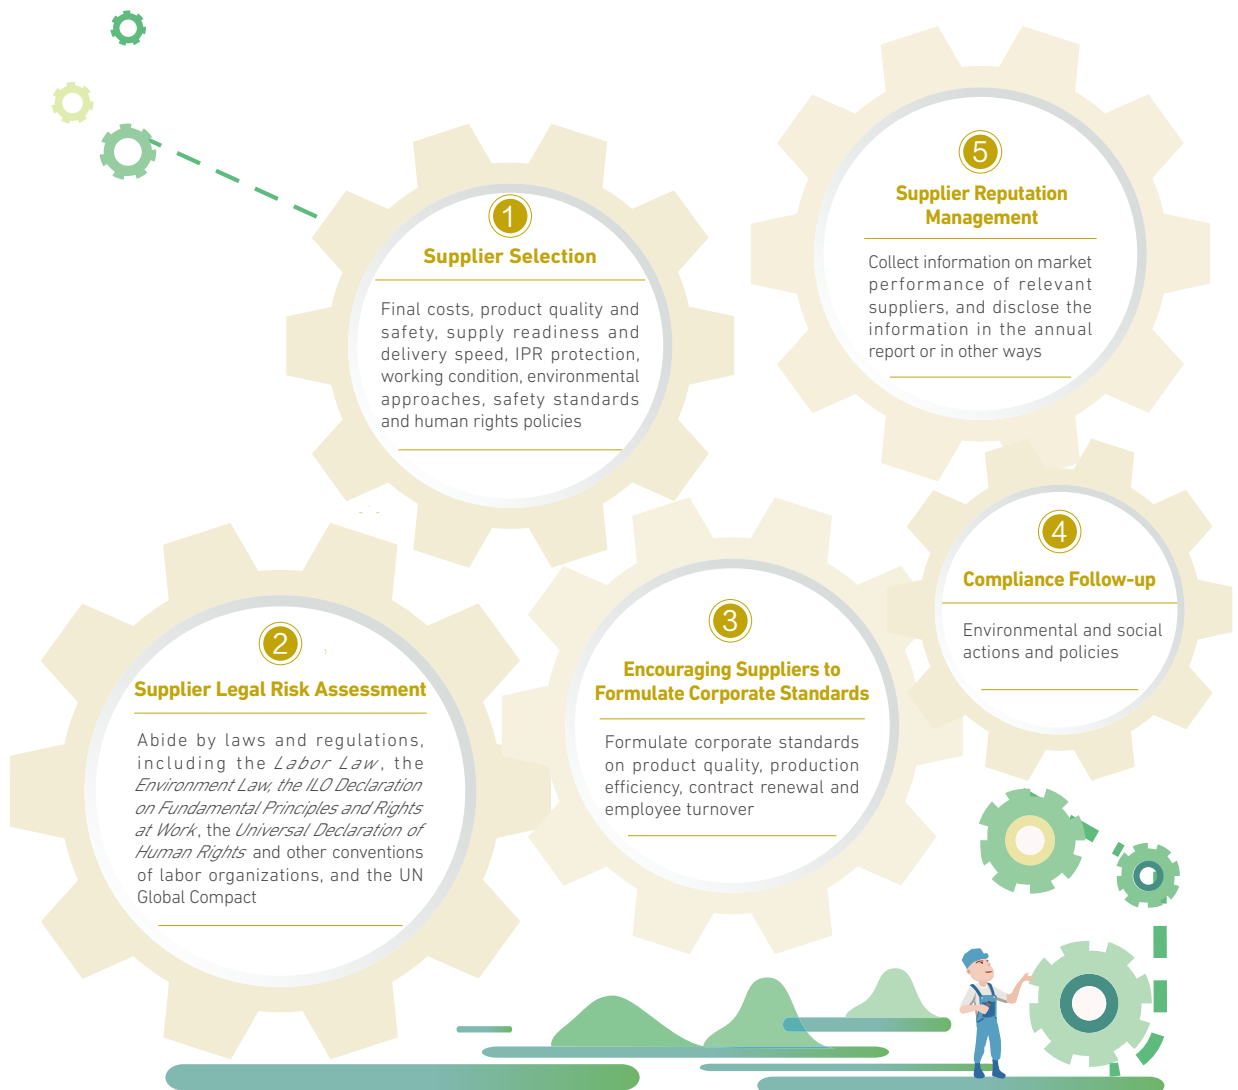 1
Supplier Selection
Final costs, product quality and
safety, supply readiness and
delivery speed, IPR protection,
working condition, environmental
approaches, safety standards
and human rights policies
2
Supplier Legal Risk Assessment
Abide by laws and regulations,
including the Labor Law, the
Environment Law, the ILO Declaration
on Fundamental Principles and Rights
at Work, the Universal Declaration of
Human Rights and other conventions
of labor organizations, and the UN
Global Compact
3
Encouraging Suppliers to
Formulate Corporate Standards
Formulate corporate standards
on product quality, production
efficiency, contract renewal and
employee turnover
4
Compliance Follow-up
Environmental and social
actions and policies
5
Supplier Reputation
Management
Collect information on market
performance of relevant
suppliers, and disclose the
information in the annual
report or in other ways